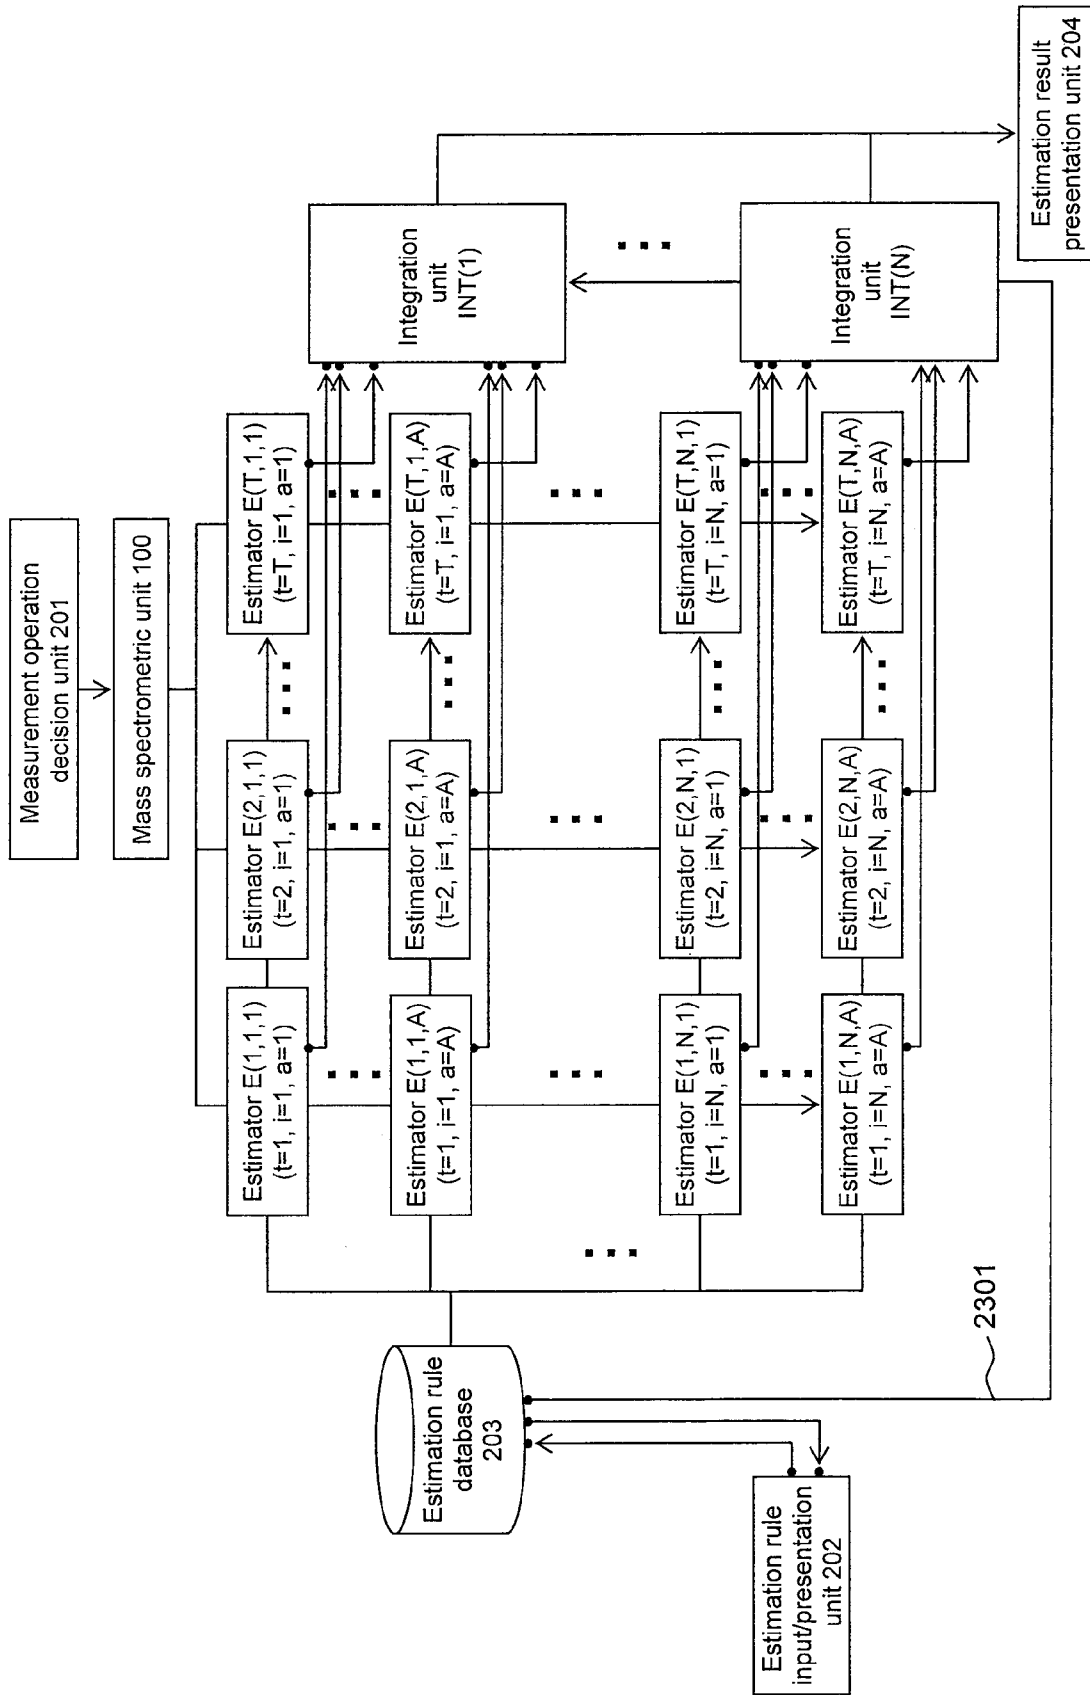 Measurement operation
decision unit 201
Mass spectrometric unit 100
Estimation rule
database
203
Estimation rule
input/presentation
unit 202
Estimator E(1,1,1)
(t=1, i=1, a=1)
Estimator E(2,1,1)
(t=2, i=1, a=1)
Estimator E(T,1,1)
(t=T, i=1, a=1)
Estimator E(1,1,A)
(t=1, i=1, a=A)
Estimator E(2,1,A)
(t=2, i=1, a=A)
Estimator E(T,1,A)
(t=T, i=1, a=A)
Estimator E(1,N,1)
(t=1, i=N, a=1)
Estimator E(2,N,1)
(t=2, i=N, a=1)
Estimator E(T,N,1)
(t=T, i=N, a=1)
Estimator E(1,N,A)
(t=1, i=N, a=A)
Estimator E(2,N,A)
(t=2, i=N, a=A)
Estimator E(T,N,A)
(t=T, i=N, a=A)
Integration
unit
INT(1)
Integration
unit
INT(N)
Estimation result
presentation unit 204
2301